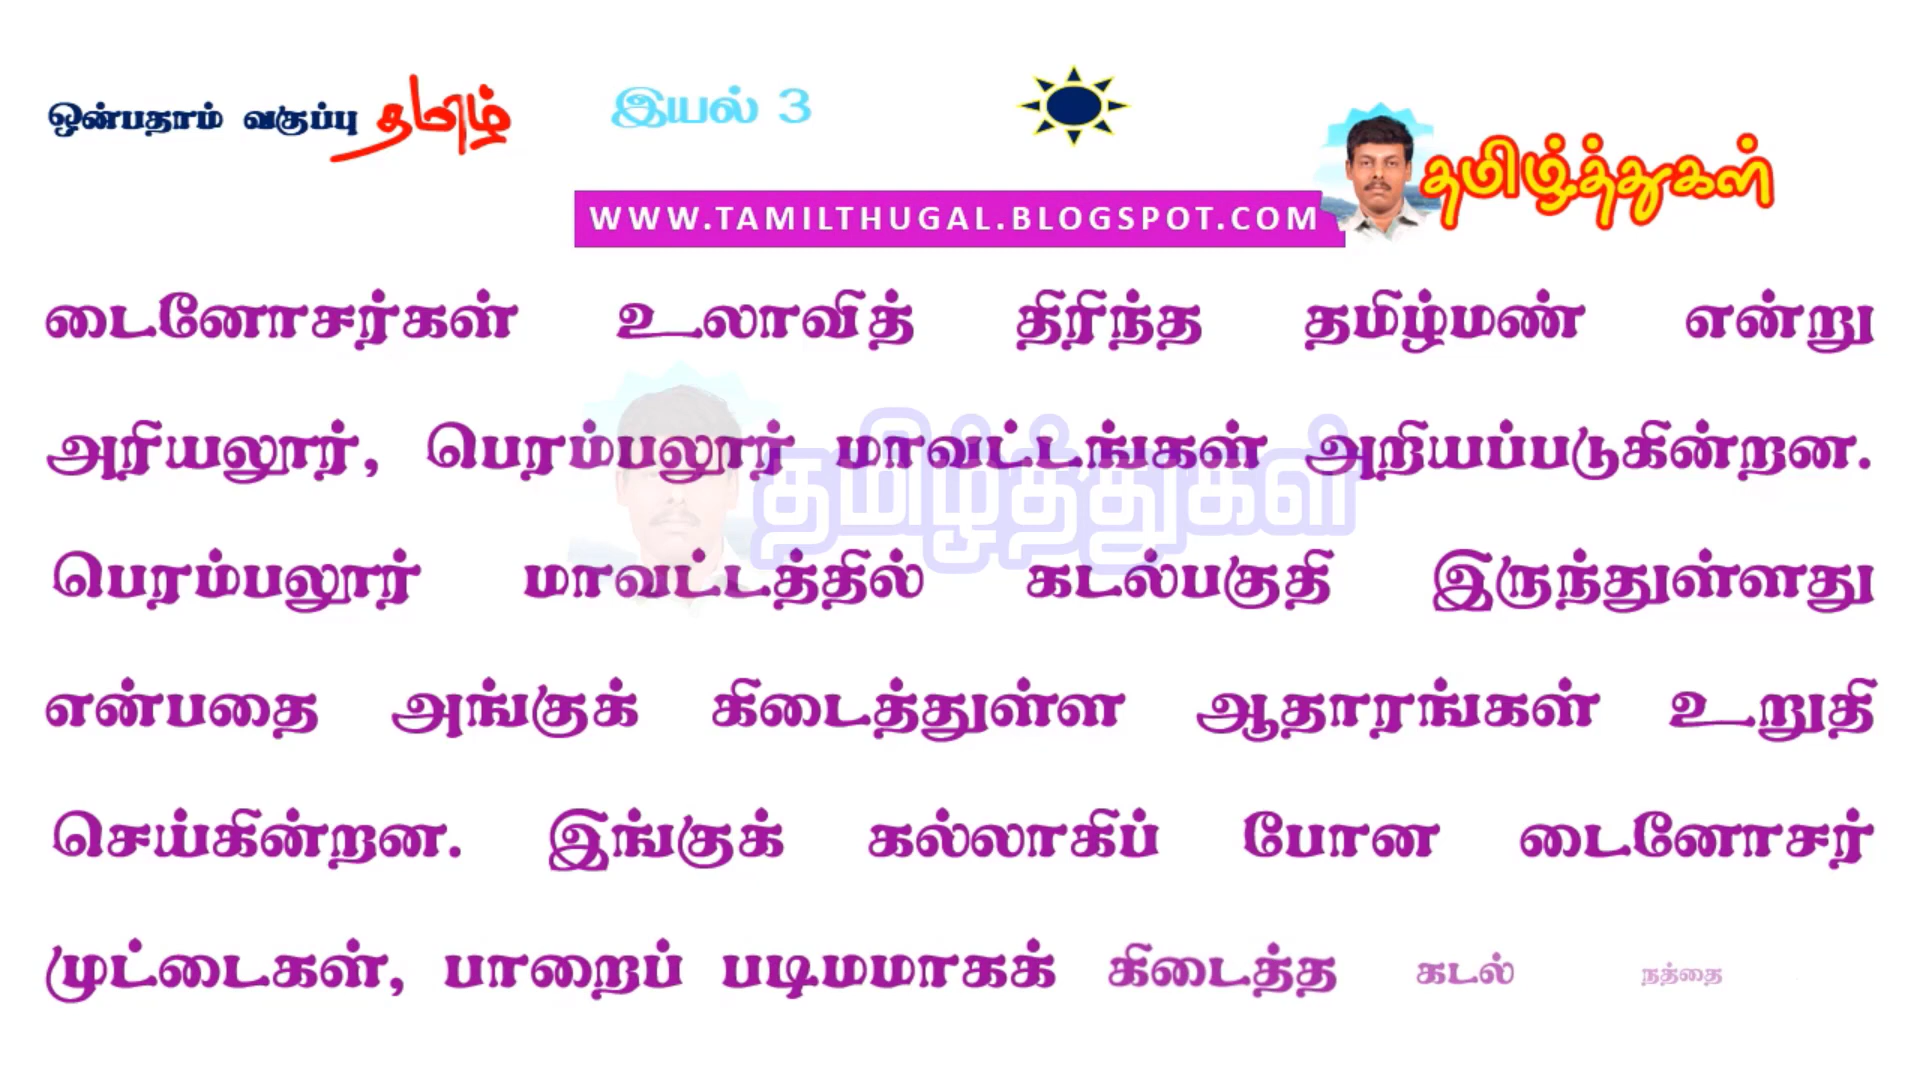 ஒன்பதாம் வகுப்பு தமிழ் இயல் 3
தமிழ்த்துகள்
WWW.TAMILTHUGAL.BLOGSPOT.COM
டைனோசர்கள் உலாவித் திரிந்த தமிழ்மண் என்று
அரியலூர், பெரம்பலூர் மாவட்டங்கள் அறியப்படுகின்றன.
தமிழ்த்துகள்
பெரம்பலூர் மாவட்டத்தில் கடல்பகுதி இருந்துள்ளது
என்பதை அங்குக் கிடைத்துள்ள ஆதாரங்கள் உறுதி
செய்கின்றன. இங்குக் கல்லாகிப் போன டைனோசர்
முட்டைகள், பாறைப் படிமமாகக் கிடைத்த கடல் நத்தை